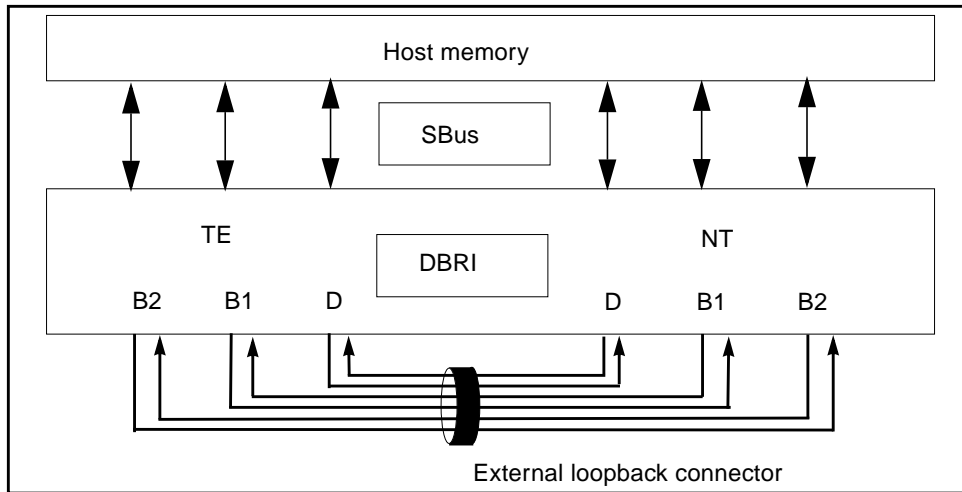 Host memory
SBus
TE
NT
DBRI
B2 B1 D D B1 B2
External loopback connector